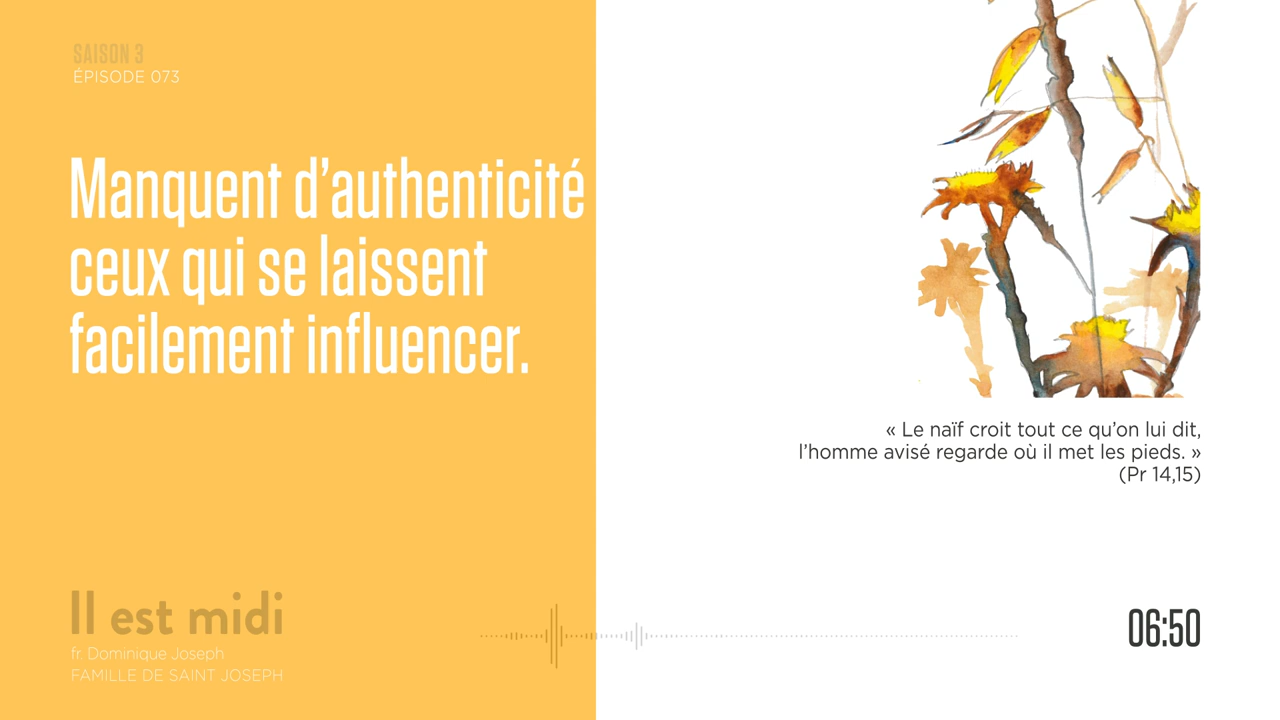 SAISON 3
ÉPISODE 073
Manquent d’authenticité
ceux qui se laissent
facilement influencer.
« Le naïf croit tout ce qu’on lui dit,
l’homme avisé regarde où il met les pieds. »
(Pr 14,15)
Il est midi
fr. Dominique Joseph
FAMILLE DE SAINT JOSEPH
06:50